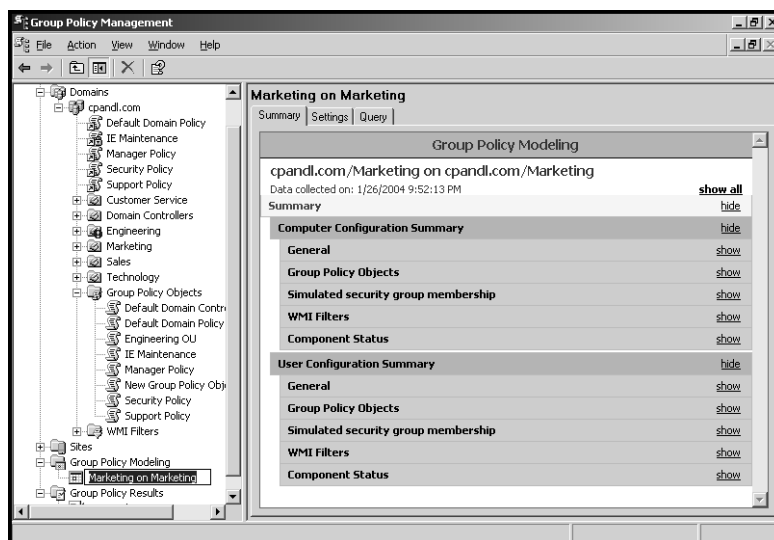 Group Policy Management
File Action View Window Help
Domains
cpandl.com
Default Domain Policy
IE Maintenance
Manager Policy
Security Policy
Support Policy
Customer Service
Domain Controllers
Engineering
Marketing
Sales
Technology
Group Policy Objects
Default Domain Contr
Default Domain Policy
Engineering OU
IE Maintenance
Manager Policy
New Group Policy Obj
Security Policy
Support Policy
WMI Filters
Sites
Group Policy Modeling
Marketing on Marketing
Group Policy Results
Marketing on Marketing
Summary Settings Query
Group Policy Modeling
cpandl.com/Marketing on cpandl.com/Marketing
Data collected on: 1/26/2004 9:52:13 PM show all
Summary hide
Computer Configuration Summary hide
General show
Group Policy Objects show
Simulated security group membership show
WMI Filters show
Component Status show
User Configuration Summary hide
General show
Group Policy Objects show
Simulated security group membership show
WMI Filters show
Component Status show